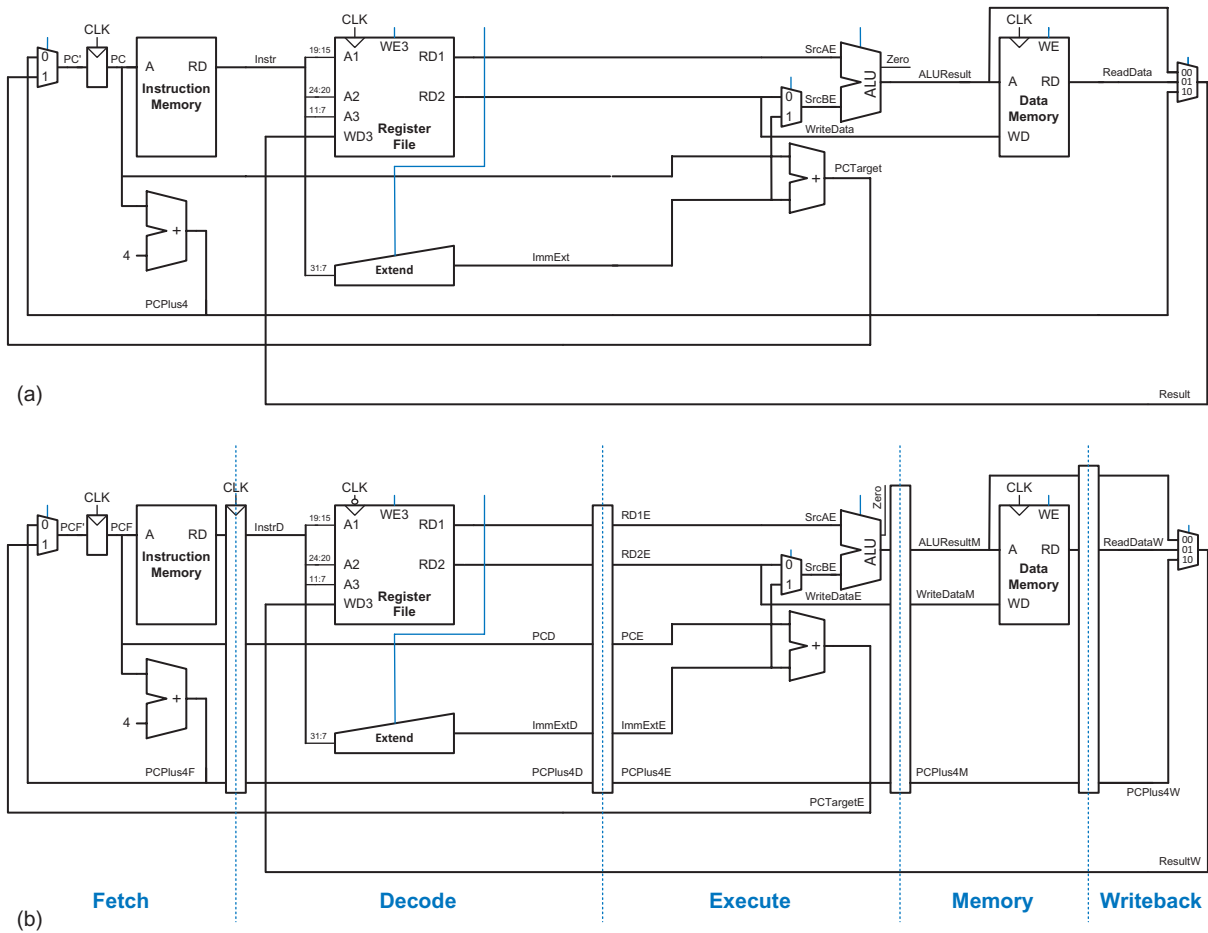 CLK
CLK
CLK
WE3
CLK
WE
0
1
PC'
PC
A RD
Instruction
Memory
Instr
19:15
A1
RD1
24:20
A2
RD2
11:7
A3
WD3
Register
File
SrcAE
Zero
ALU
ALUResult
0
1
SrcBE
WriteData
A RD
Data
Memory
WD
ReadData
00
01
10
+
PCTarget
4
+
31:7
Extend
ImmExt
PCPlus4
Result
(a)
CLK
CLK
CLK
WE3
CLK
WE
0
1
PCF'
PCF
A RD
Instruction
Memory
InstrD
19:15
A1
RD1
24:20
A2
RD2
11:7
A3
WD3
Register
File
RD1E
RD2E
SrcAE
Zero
ALU
0
1
SrcBE
WriteDataE
ALUResultM
WriteDataM
A RD
Data
Memory
WD
ReadDataW
00
01
10
PCD
PCE
+
4
+
31:7
Extend
ImmExtD
ImmExtE
PCPlus4F
PCPlus4D
PCPlus4E
PCPlus4M
PCPlus4W
PCTargetE
ResultW
Fetch
Decode
Execute
Memory
Writeback
(b)